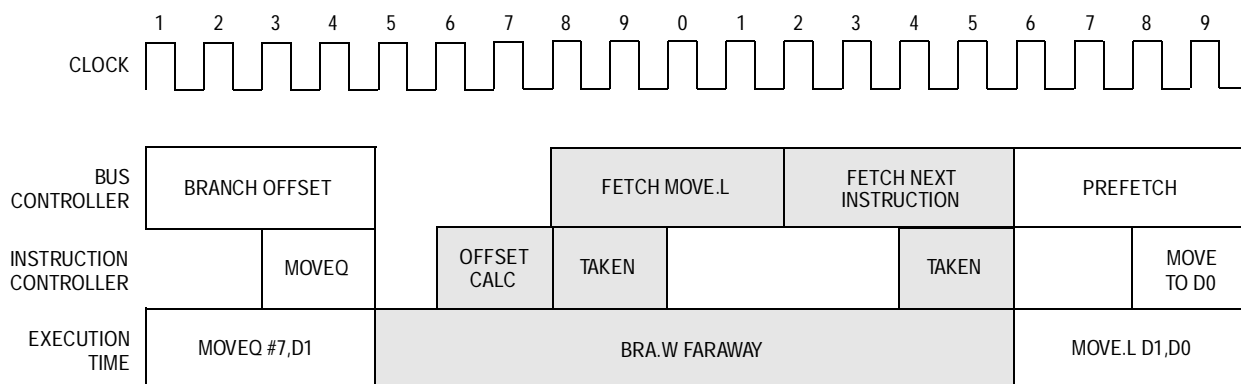 1 2 3 4 5 6 7 8 9 0 1 2 3 4 5 6 7 8 9
CLOCK
BUS
CONTROLLER
BRANCH OFFSET
FETCH MOVE.L
FETCH NEXT
INSTRUCTION
PREFETCH
INSTRUCTION
CONTROLLER
MOVEQ
OFFSET
CALC
TAKEN
TAKEN
MOVE
TO D0
EXECUTION
TIME
MOVEQ #7,D1
BRA.W FARAWAY
MOVE.L D1,D0